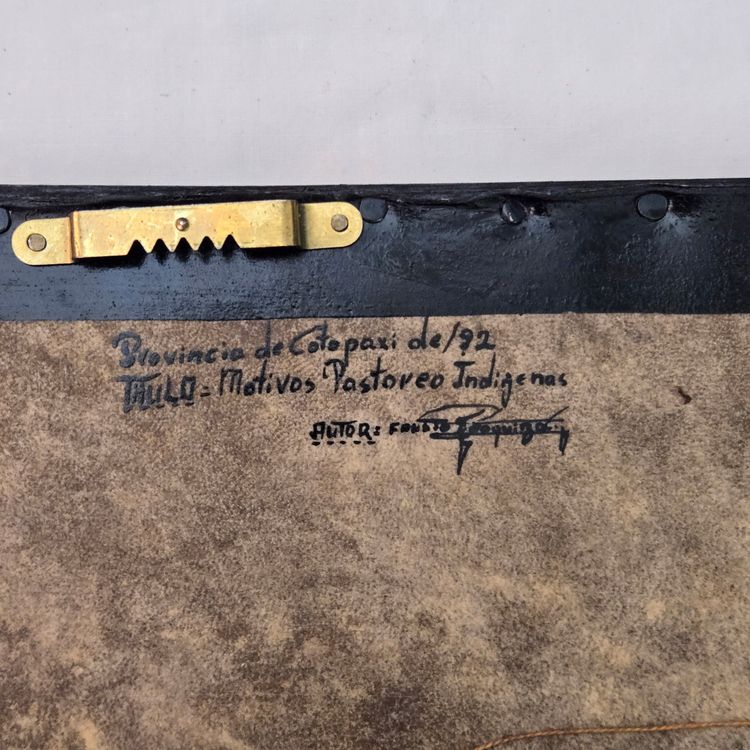 Provincia de Cotopaxi de/92
TITULO = Motivos Pastoreo Indigenas
AUTOR: FAUSTO